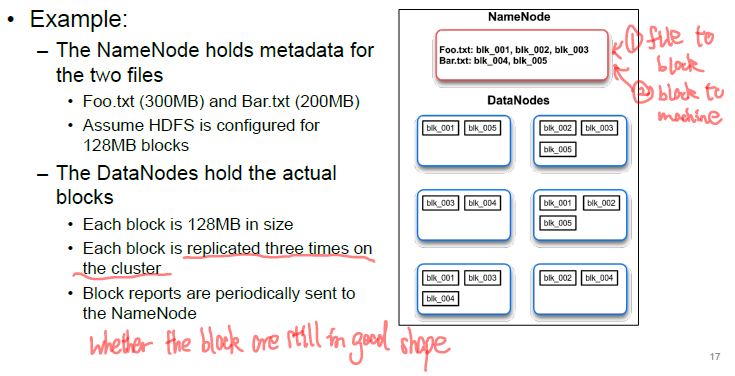 • Example:
– The NameNode holds metadata for
the two files
• Foo.txt (300MB) and Bar.txt (200MB)
• Assume HDFS is configured for
128MB blocks
– The DataNodes hold the actual
blocks
• Each block is 128MB in size
• Each block is replicated three times on
the cluster
• Block reports are periodically sent to
the NameNode
whether the block are still in good shape
NameNode
Foo.txt: blk_001, blk_002, blk_003
Bar.txt: blk_004, blk_005
① file to
block
② block to
machine
DataNodes
blk_001 blk_005
blk_002 blk_003
blk_005
blk_003 blk_004
blk_001 blk_002
blk_005
blk_001 blk_003
blk_004
blk_002 blk_004
17